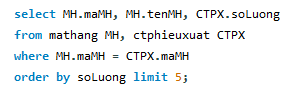 select MH.maMH, MH.tenMH, CTPX.soLuong
from mathang MH, ctphieuxuat CTPX
where MH.maMH = CTPX.maMH
order by soLuong limit 5;